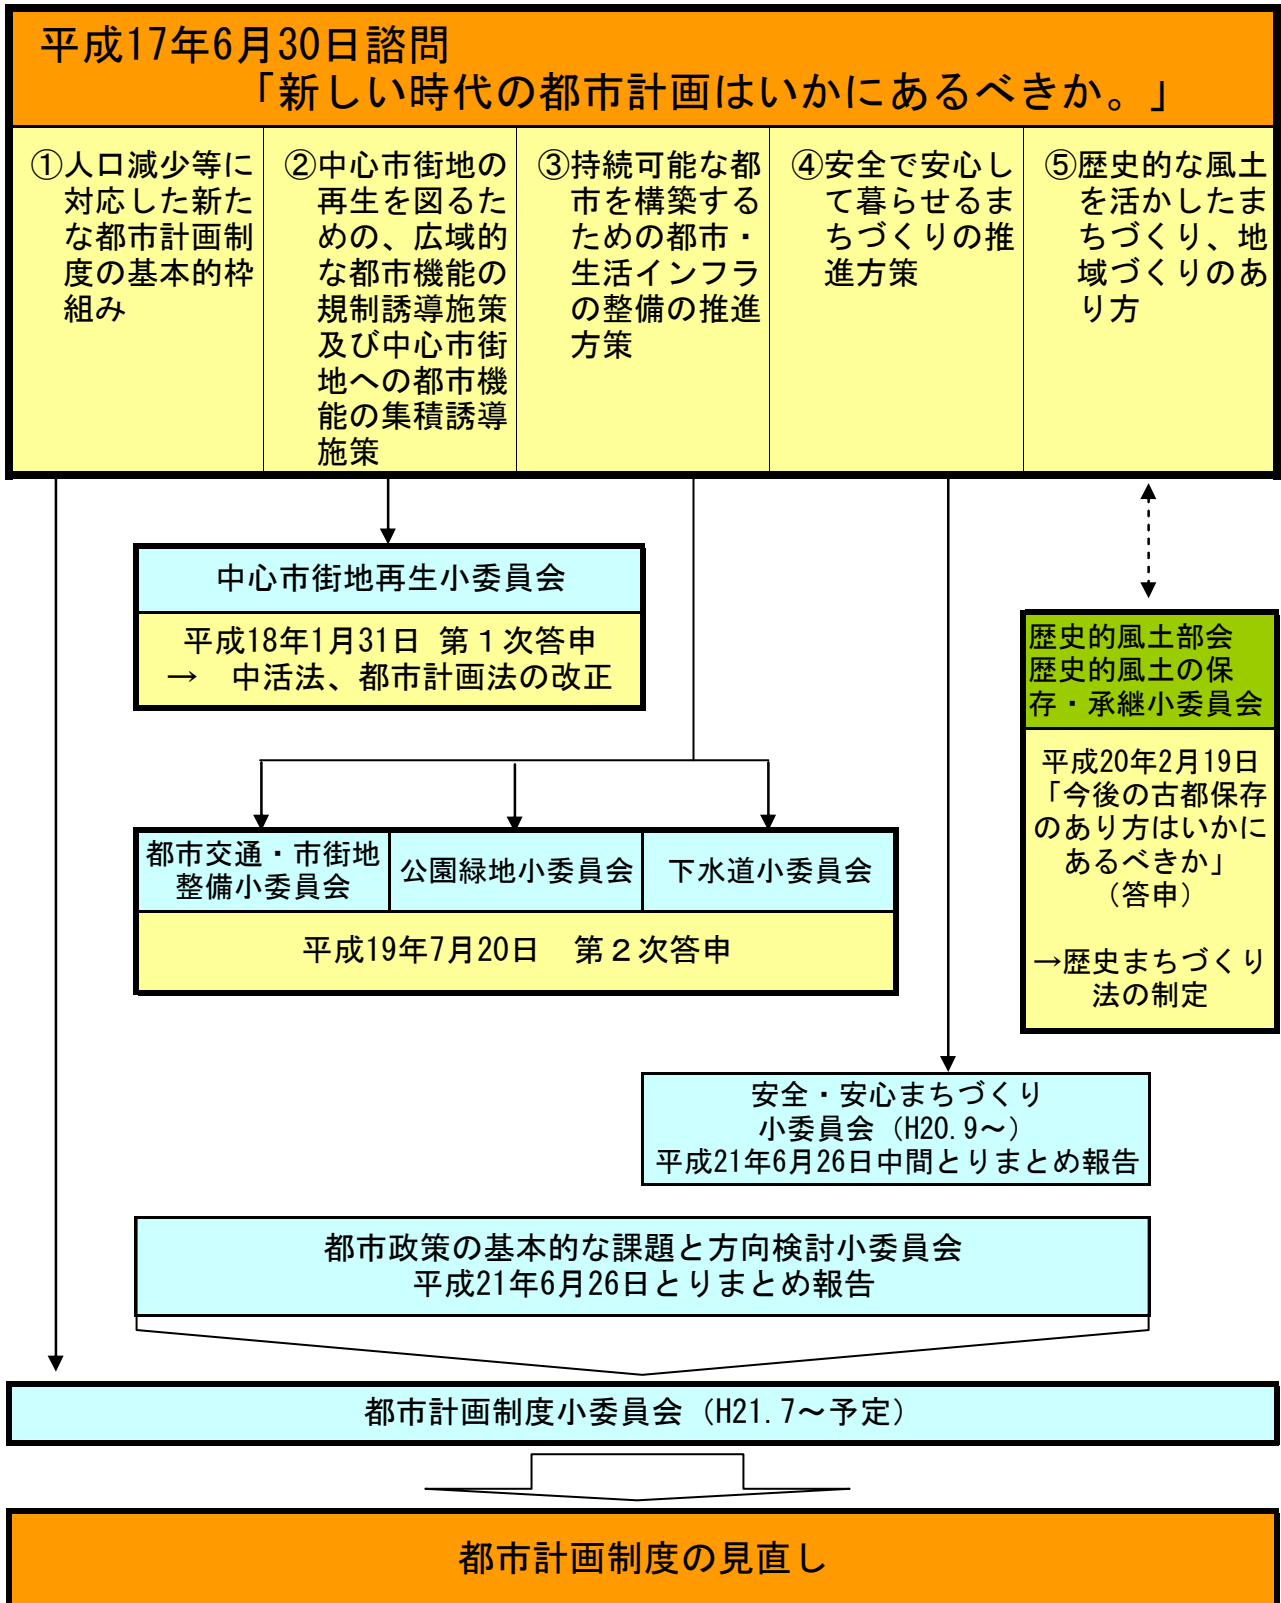 平成17年6月30日諮問
「新しい時代の都市計画はいかにあるべきか。」
①人口減少等に
対応した新た
な都市計画制
度の基本的枠
組み
②中心市街地の
再生を図るた
めの、広域的
な都市機能の
規制誘導施策
及び中心市街
地への都市機
能の集積誘導
施策
③持続可能な都
市を構築する
ための都市・
生活インフラ
の整備の推進
方策
④安全で安心し
て暮らせるま
ちづくりの推
進方策
⑤歴史的な風土
を活かしたま
ちづくり、地
域づくりのあ
り方
中心市街地再生小委員会
平成18年1月31日 第1次答申
→ 中活法、都市計画法の改正
歴史的風土部会
歴史的風土の保
存・承継小委員会
平成20年2月19日
「今後の古都保存
のあり方はいかに
あるべきか」
（答申）
→歴史まちづくり
法の制定
都市交通・市街地
整備小委員会
公園緑地小委員会
下水道小委員会
平成19年7月20日 第2次答申
安全・安心まちづくり
小委員会（H20.9～）
平成21年6月26日中間とりまとめ報告
都市政策の基本的な課題と方向検討小委員会
平成21年6月26日とりまとめ報告
都市計画制度小委員会（H21.7～予定）
都市計画制度の見直し